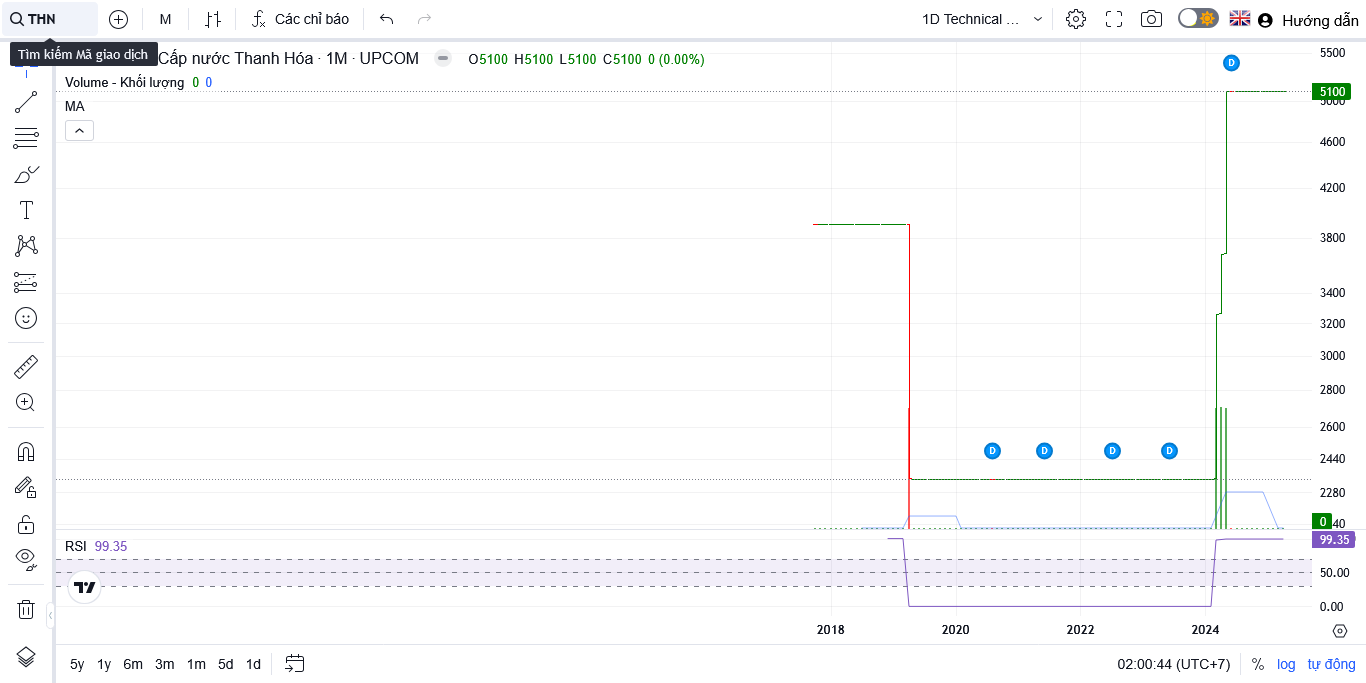 THN
M
Các chỉ báo
1D Technical ...
Hướng dẫn
Tìm kiếm Mã giao dịch
Cấp nước Thanh Hóa · 1M · UPCOM
O5100 H5100 L5100 C5100 0 (0.00%)
Volume - Khối lượng 0 0
MA
D
5500
5100
5000
4600
4200
3800
3400
3200
3000
2800
2600
D D D D
2440
2280
0
40
RSI 99.35
99.35
50.00
0.00
2018 2020 2022 2024
5y 1y 6m 3m 1m 5d 1d
02:00:44 (UTC+7) % log tự động